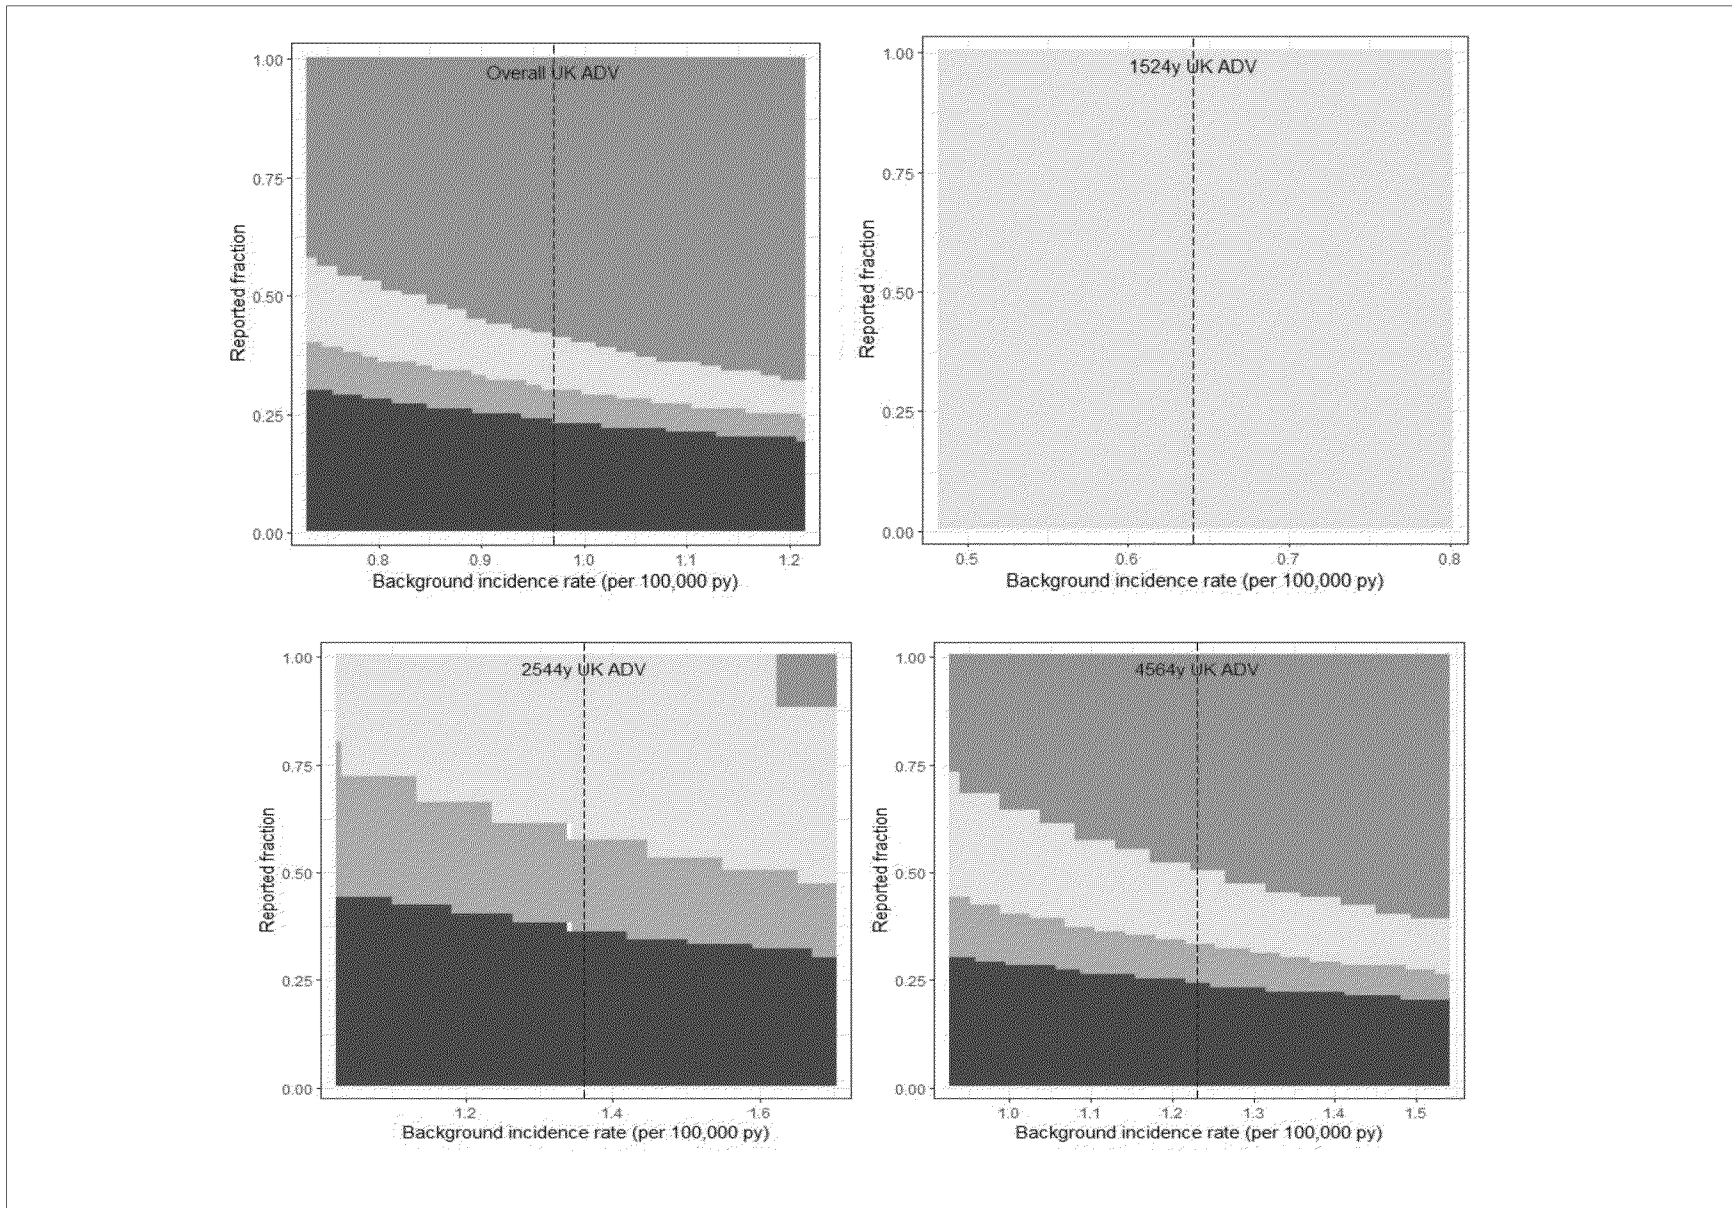 Overall UK ADV
1.00
0.75
0.50
0.25
0.00
Reported fraction
0.8 0.9 1.0 1.1 1.2
Background incidence rate (per 100,000 py)
1524y UK ADV
1.00
0.75
0.50
0.25
0.00
Reported fraction
0.5 0.6 0.7 0.8
Background incidence rate (per 100,000 py)
2544y UK ADV
1.00
0.75
0.50
0.25
0.00
Reported fraction
1.2 1.4 1.6
Background incidence rate (per 100,000 py)
4564y UK ADV
1.00
0.75
0.50
0.25
0.00
Reported fraction
1.0 1.1 1.2 1.3 1.4 1.5
Background incidence rate (per 100,000 py)